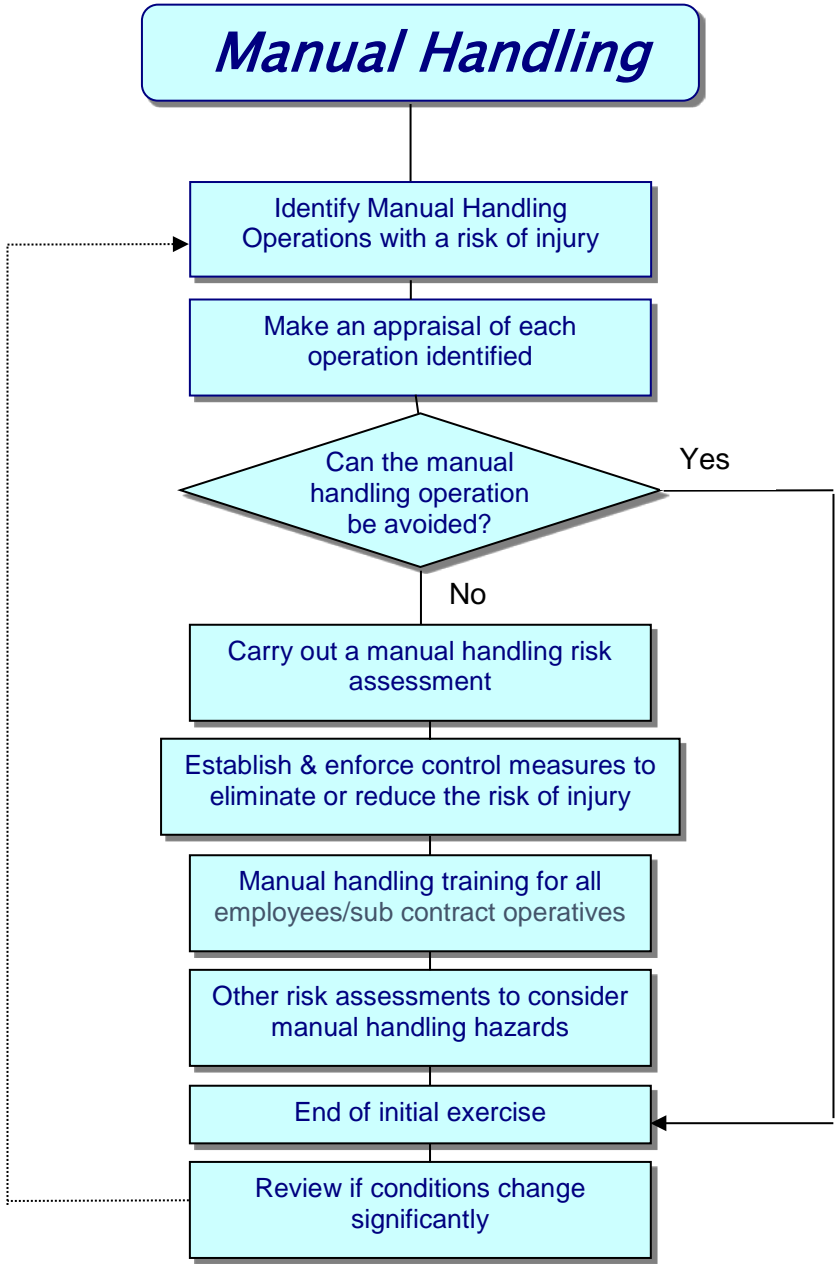 Manual Handling
Identify Manual Handling
Operations with a risk of injury
Make an appraisal of each
operation identified
Can the manual
handling operation
be avoided?
Yes
No
Carry out a manual handling risk
assessment
Establish & enforce control measures to
eliminate or reduce the risk of injury
Manual handling training for all
employees/sub contract operatives
Other risk assessments to consider
manual handling hazards
End of initial exercise
Review if conditions change
significantly